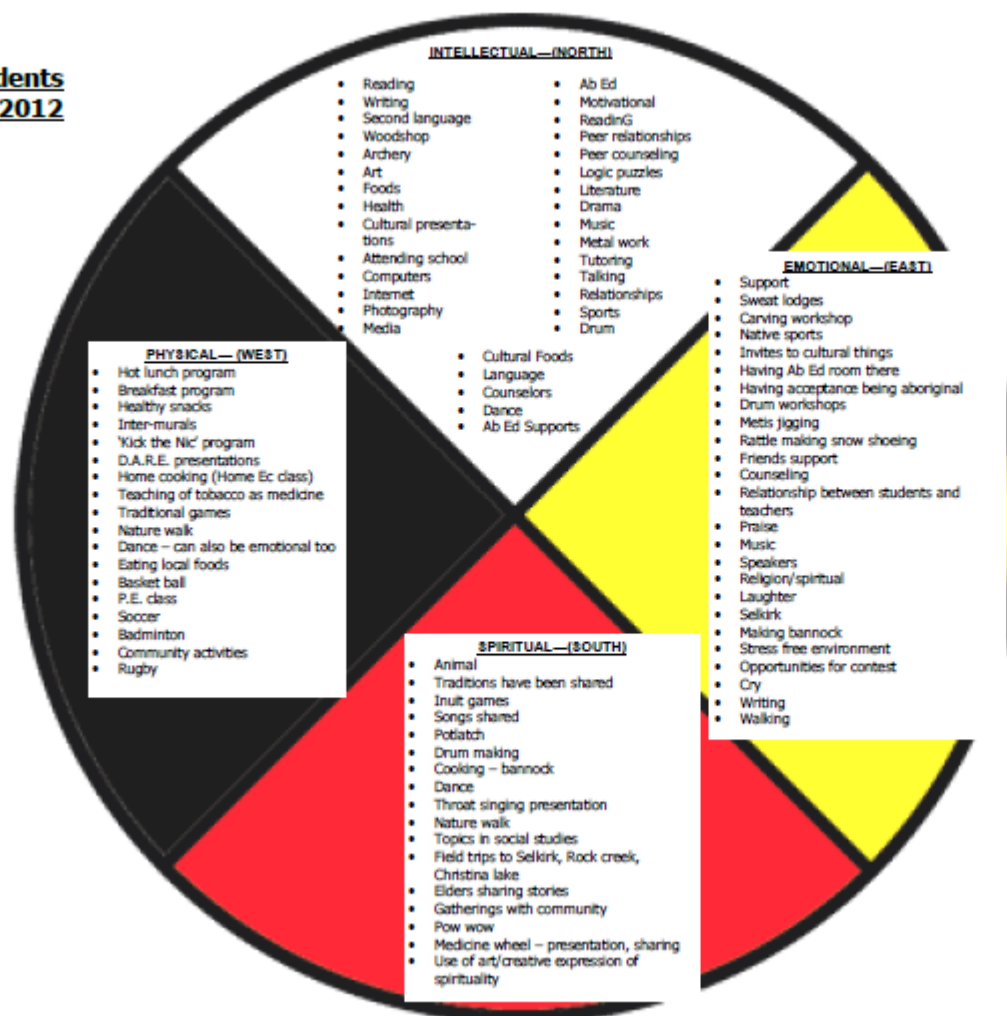 dents
2012
INTELLECTUAL—(NORTH)
• Reading
• Writing
• Second language
• Woodshop
• Archery
• Art
• Foods
• Health
• Cultural presenta-
tions
• Attending school
• Computers
• Internet
• Photography
• Media
• Ab Ed
• Motivational
• ReadinG
• Peer relationships
• Peer counseling
• Logic puzzles
• Literature
• Drama
• Music
• Metal work
• Tutoring
• Talking
• Relationships
• Sports
• Drum
• Cultural Foods
• Language
• Counselors
• Dance
• Ab Ed Supports
EMOTIONAL—(EAST)
• Support
• Sweat lodges
• Carving workshop
• Native sports
• Invites to cultural things
• Having Ab Ed room there
• Having acceptance being aboriginal
• Drum workshops
• Metis jigging
• Rattle making snow shoeing
• Friends support
• Counseling
• Relationship between students and
teachers
• Praise
• Music
• Speakers
• Religion/spiritual
• Laughter
• Selkirk
• Making bannock
• Stress free environment
• Opportunities for contest
• Cry
• Writing
• Walking
PHYSICAL— (WEST)
• Hot lunch program
• Breakfast program
• Healthy snacks
• Inter-murals
• ‘Kick the Nic’ program
• D.A.R.E. presentations
• Home cooking (Home Ec class)
• Teaching of tobacco as medicine
• Traditional games
• Nature walk
• Dance – can also be emotional too
• Eating local foods
• Basket ball
• P.E. class
• Soccer
• Badminton
• Community activities
• Rugby
SPIRITUAL—(SOUTH)
• Animal
• Traditions have been shared
• Inuit games
• Songs shared
• Potlatch
• Drum making
• Cooking – bannock
• Dance
• Throat singing presentation
• Nature walk
• Topics in social studies
• Field trips to Selkirk, Rock creek,
Christina lake
• Elders sharing stories
• Gatherings with community
• Pow wow
• Medicine wheel – presentation, sharing
• Use of art/creative expression of
spirituality